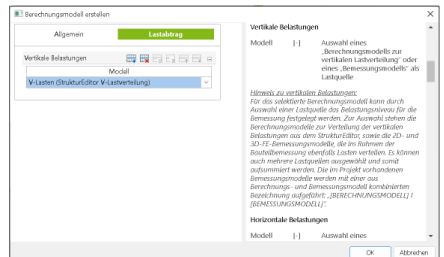 Berechnungsmodell erstellen
Allgemein
Lastabtrag
Vertikale Belastungen
Modell
V-Lasten (StrukturEditor V-Lastverteilung)
Vertikale Belastungen
Modell [-] Auswahl eines
„Berechnungsmodells zur
vertikalen Lastverteilung" oder
eines „Bemessungsmodells" als
Lastquelle
Hinweis zu vertikalen Belastungen:
Für das selektierte Berechnungsmodell kann durch
Auswahl einer Lastquelle das Belastungsniveau für die
Bemessung festgelegt werden. Zur Auswahl stehen die
Berechnungsmodelle zur Verteilung der vertikalen
Belastungen aus dem StrukturEditor, sowie die 2D- und
3D-FE-Bemessungsmodelle, die im Rahmen der
Bauteilbemessung ebenfalls Lasten verteilen. Es können
auch mehrere Lastquellen ausgewählt und somit
aufsummiert werden. Die im Projekt vorhandenen
Bemessungsmodelle werden mit einer aus
Berechnungs- und Bemessungsmodell kombinierten
Bezeichnung aufgeführt: „[BERECHNUNGSMODELL] |
[BEMESSUNGSMODELL]".
Horizontale Belastungen
Modell [-] Auswahl eines
OK
Abbrechen